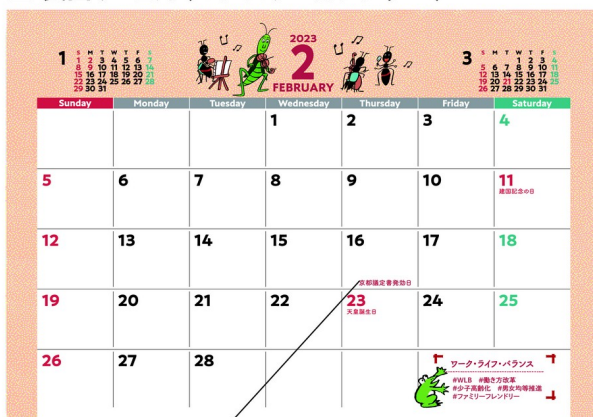 2023
2
FEBRUARY
1
S M T W T F S
1 2 3 4 5 6 7
8 9 10 11 12 13 14
15 16 17 18 19 20 21
22 23 24 25 26 27 28
29 30 31
3
S M T W T F S
1 2 3 4
5 6 7 8 9 10 11
12 13 14 15 16 17 18
19 20 21 22 23 24 25
26 27 28 29 30 31
Sunday Monday Tuesday Wednesday Thursday Friday Saturday
1 2 3 4
5 6 7 8 9 10 11
建国記念の日
12 13 14 15 16 17 18
京都議定書発効日
19 20 21 22 23 24 25
天皇誕生日
26 27 28
ワーク・ライフ・バランス
#WLB #働き方改革
#少子高齢化 #男女均等推進
#ファミリーフレンドリー